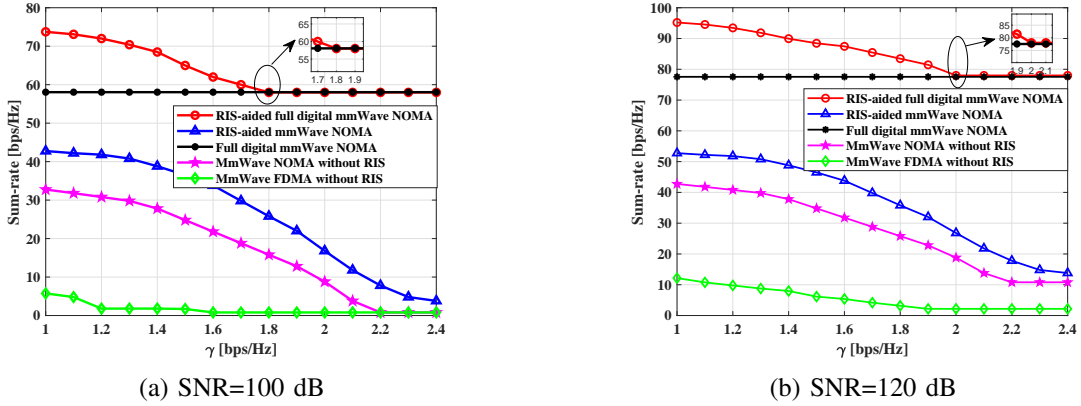 80
70
60
50
40
30
20
10
0
Sum-rate [bps/Hz]
65
60
55
1.7 1.8 1.9
RIS-aided full digital mmWave NOMA
RIS-aided mmWave NOMA
Full digital mmWave NOMA
MmWave NOMA without RIS
MmWave FDMA without RIS
1 1.2 1.4 1.6 1.8 2 2.2 2.4
γ [bps/Hz]
(a) SNR=100 dB
100
90
80
70
60
50
40
30
20
10
0
Sum-rate [bps/Hz]
85
80
75
1.9 2 2.1
RIS-aided full digital mmWave NOMA
RIS-aided mmWave NOMA
Full digital mmWave NOMA
MmWave NOMA without RIS
MmWave FDMA without RIS
1 1.2 1.4 1.6 1.8 2 2.2 2.4
γ [bps/Hz]
(b) SNR=120 dB